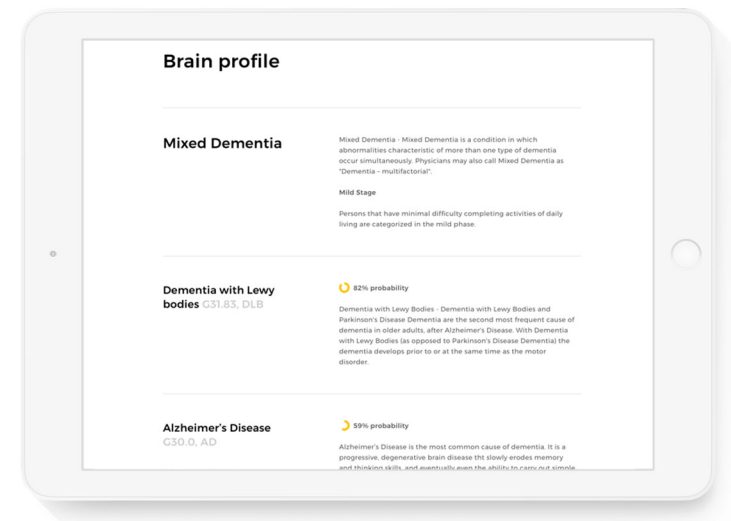 Brain profile
Mixed Dementia
Mixed Dementia - Mixed Dementia is a condition in which
abnormalities characteristic of more than one type of dementia
occur simultaneously. Physicians may also call Mixed Dementia as
"Dementia – multifactorial".
Mild Stage
Persons that have minimal difficulty completing activities of daily
living are categorized in the miild phase.
Dementia with Lewy
bodies G31.83, DLB
82% probability
Dementia with Lewy Bodies - Dementia with Lewy Bodies and
Parkinson's Disease Dementia are the second most frequent cause of
dementia in older adults, after Alzheimer's Disease. With Dementia
with Lewy Bodies (as opposed to Parkinson's Disease Dementia) the
dementia develops prior to or at the same time as the motor
disorder.
Alzheimer's Disease
G30.0, AD
59% probability
Alzheimer's Disease is the most common cause of dementia. It is a
progressive, degenerative brain disease tht slowly erodes memory
and thinking skills, and eventually even the ability to carry out simple